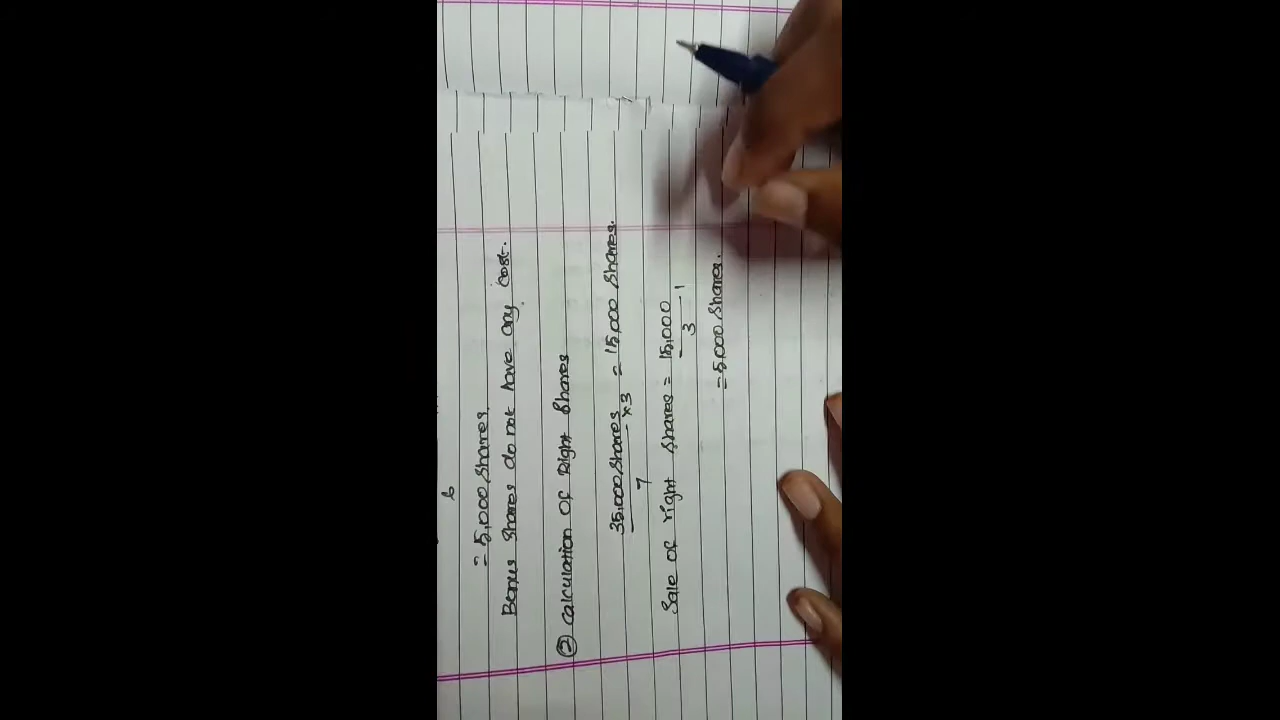 6
= 5,000 Shares.
Bonus Shares do not have any cost.
② Calculation Of Right Shares
35,000 Shares × 3 = 15,000 Shares.
7
Sale of right Shares = 15,000 1
3
= 5,000 Shares.